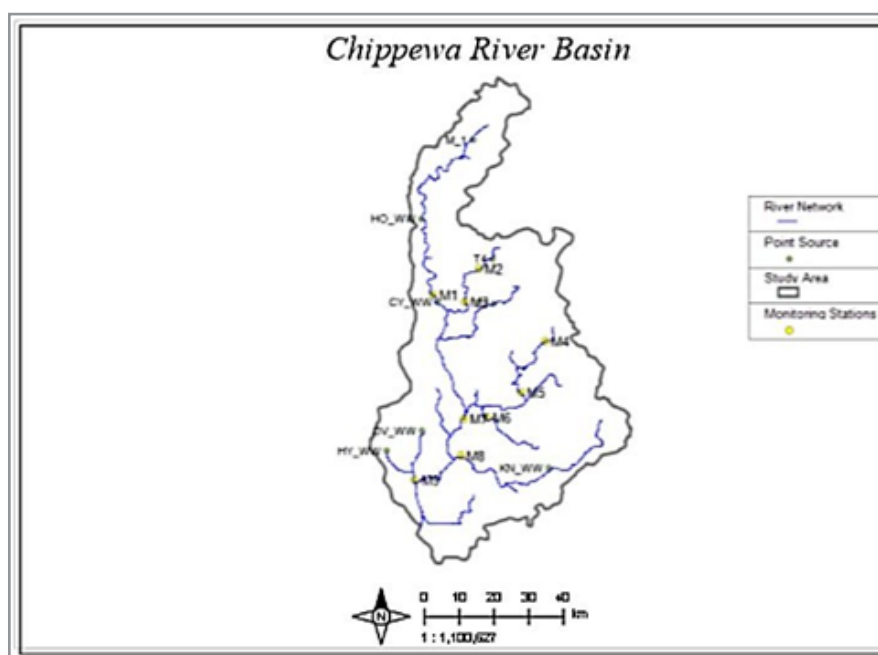 Chippewa River Basin
M_1
River Network
HO_WW
Point Source
T4
M2
Study Area
M1
CY_WW
M3
Monitoring Stations
M4
M5
M7
M6
DV_WW
HY_WW
M8
KN_WW
0 10 20 30 40
km
N
1 : 1,100,627